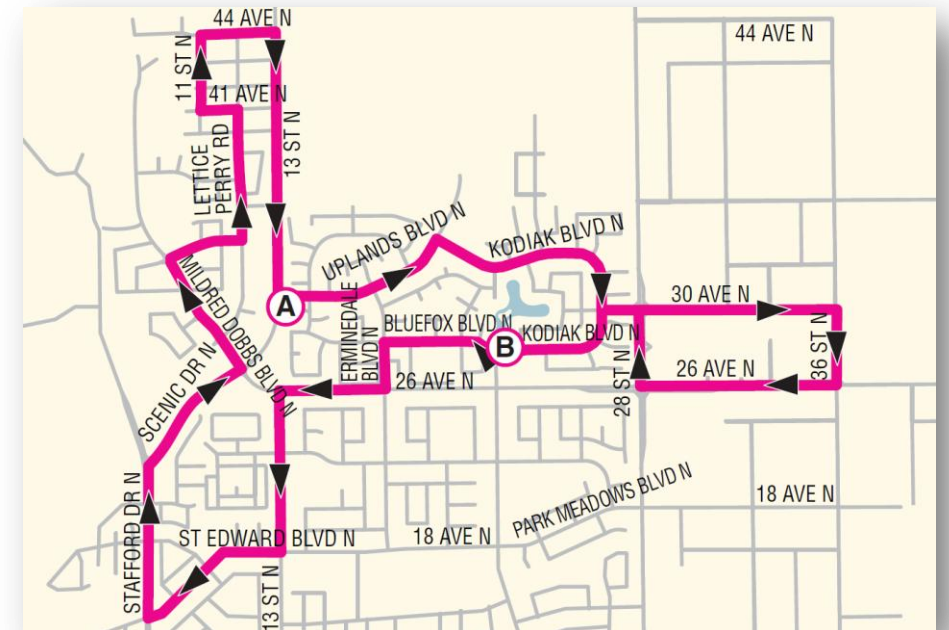 44 AVE N
44 AVE N
11 ST N
41 AVE N
13 ST N
LETTICE
PERRY RD
UPLANDS BLVD N
KODIAK BLVD N
MILDRED DOBBS BLVD N
A
30 AVE N
ERMINEDALE
BLVD N
BLUEFOX BLVD N
B
KODIAK BLVD N
36 ST N
SCENIC DR N
26 AVE N
28 ST N
26 AVE N
PARK MEADOWS BLVD N
18 AVE N
STAFFORD DR N
ST EDWARD BLVD N
18 AVE N
13 ST N